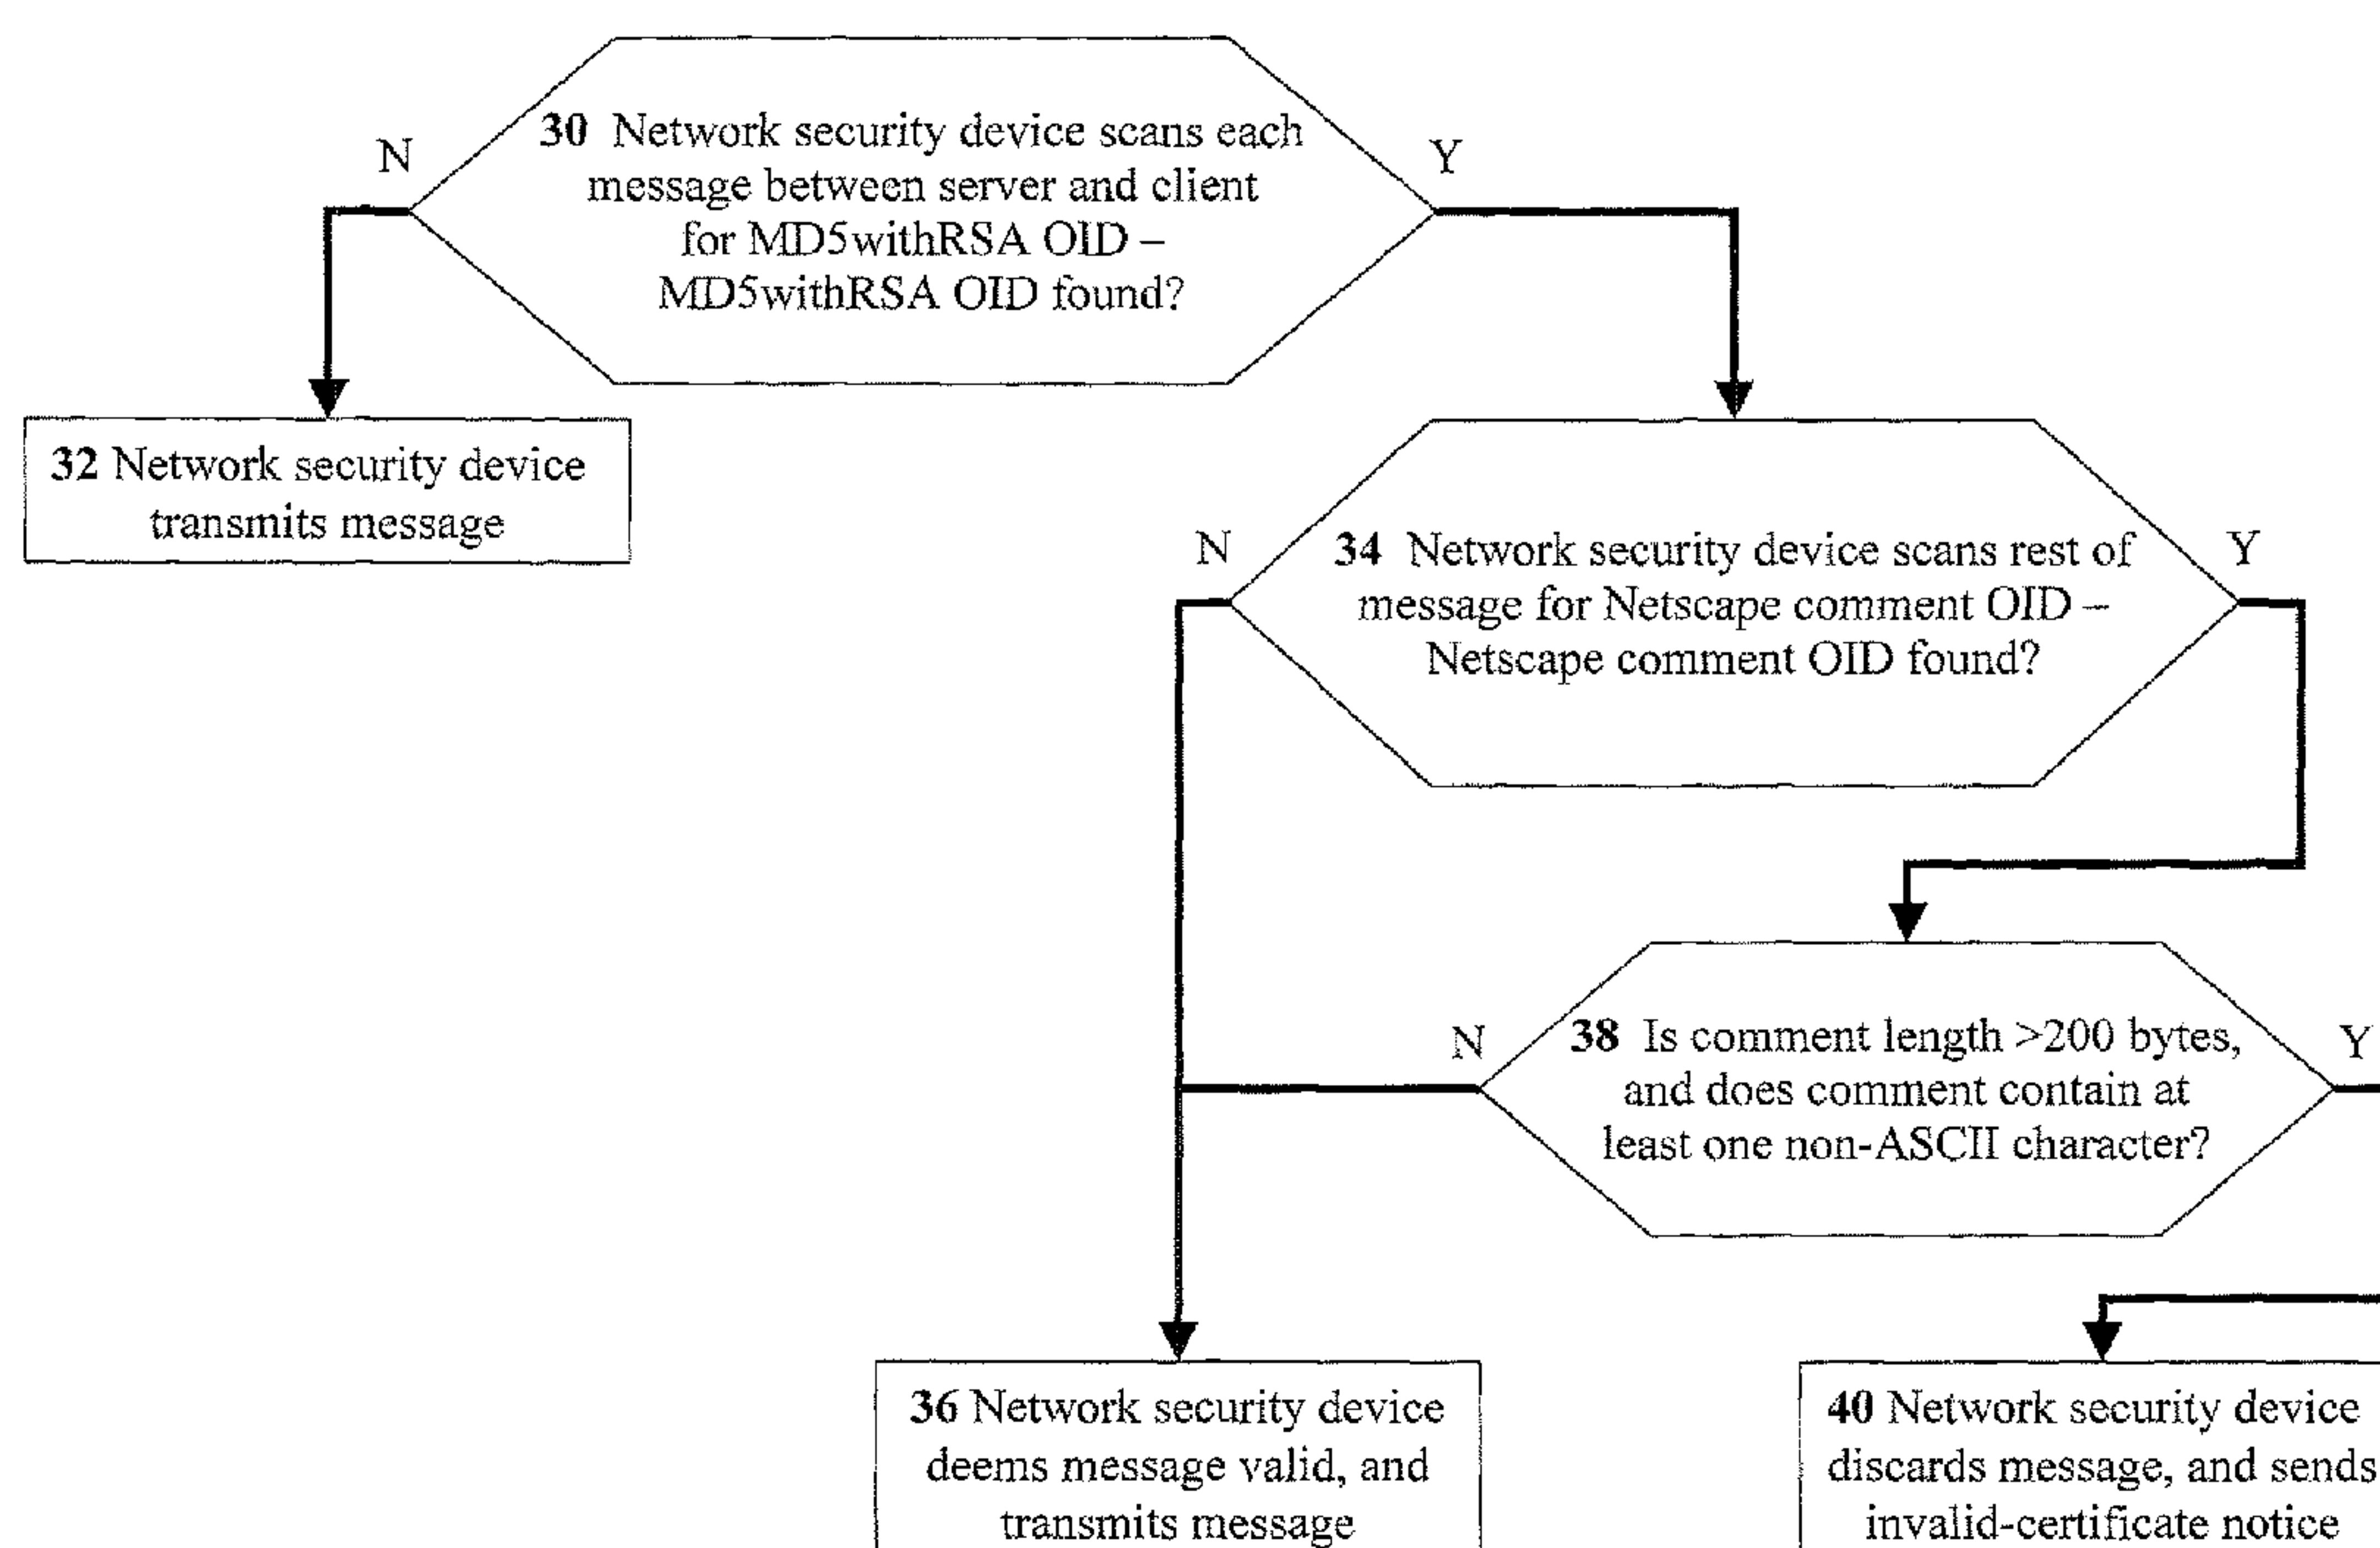 N
30 Network security device scans each
message between server and client
for MD5withRSA OID –
MD5withRSA OID found?
Y
32 Network security device
transmits message
N
34 Network security device scans rest of
message for Netscape comment OID –
Netscape comment OID found?
Y
N
38 Is comment length >200 bytes,
and does comment contain at
least one non-ASCII character?
Y
36 Network security device
deems message valid, and
transmits message
40 Network security device
discards message, and sends
invalid-certificate notice